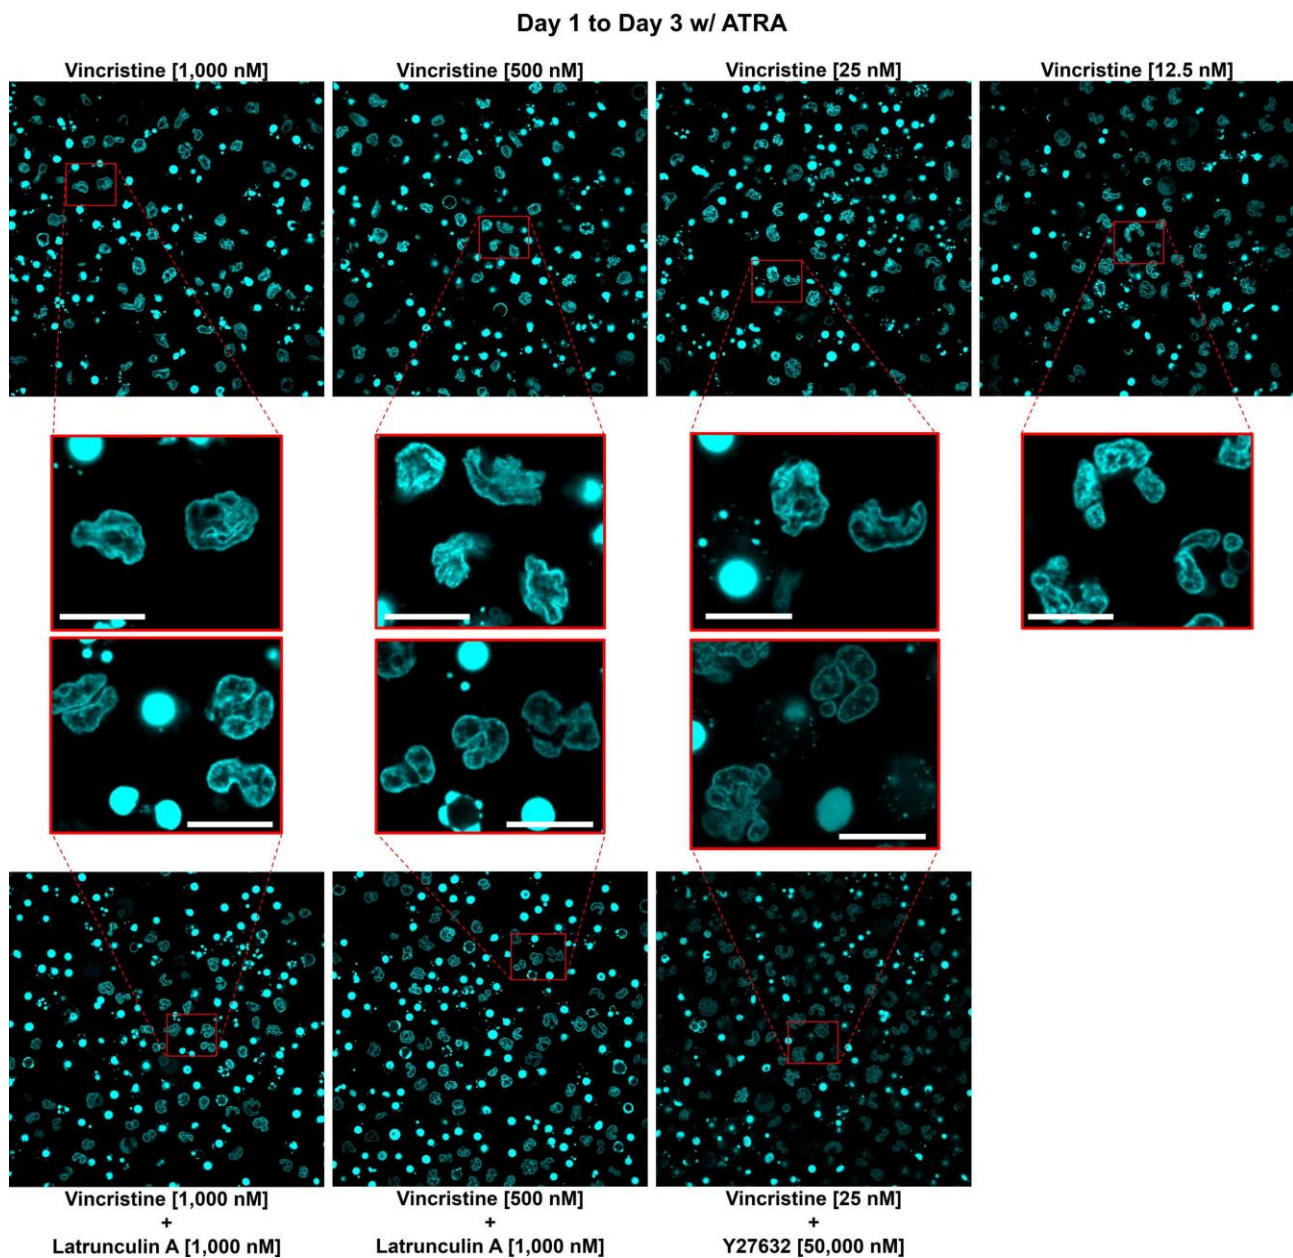 Day 1 to Day 3 w/ ATRA
Vincristine [1,000 nM]
Vincristine [500 nM]
Vincristine [25 nM]
Vincristine [12.5 nM]
Vincristine [1,000 nM]
+
Latrunculin A [1,000 nM]
Vincristine [500 nM]
+
Latrunculin A [1,000 nM]
Vincristine [25 nM]
+
Y27632 [50,000 nM]